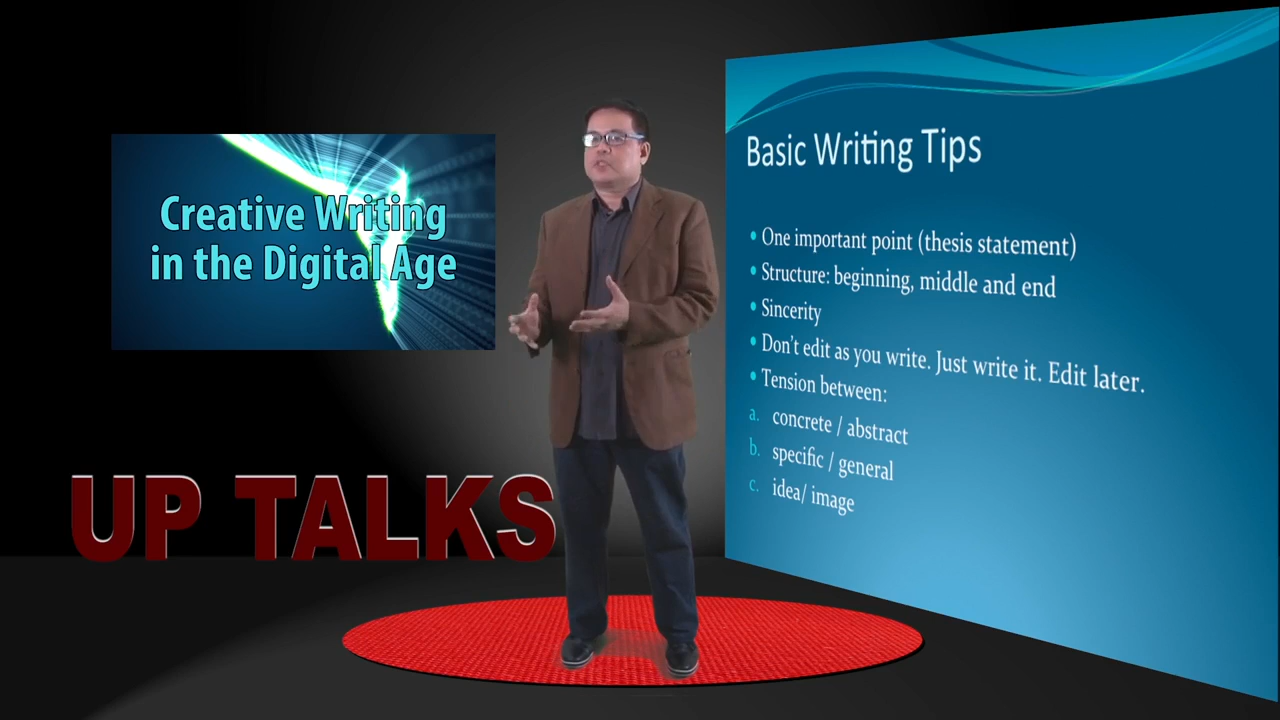 Creative Writing
in the Digital Age
UP TALKS
Basic Writing Tips
• One important point (thesis statement)
• Structure: beginning, middle and end
• Sincerity
• Don't edit as you write. Just write it. Edit later.
• Tension between:
a. concrete / abstract
b. specific / general
c. idea/ image